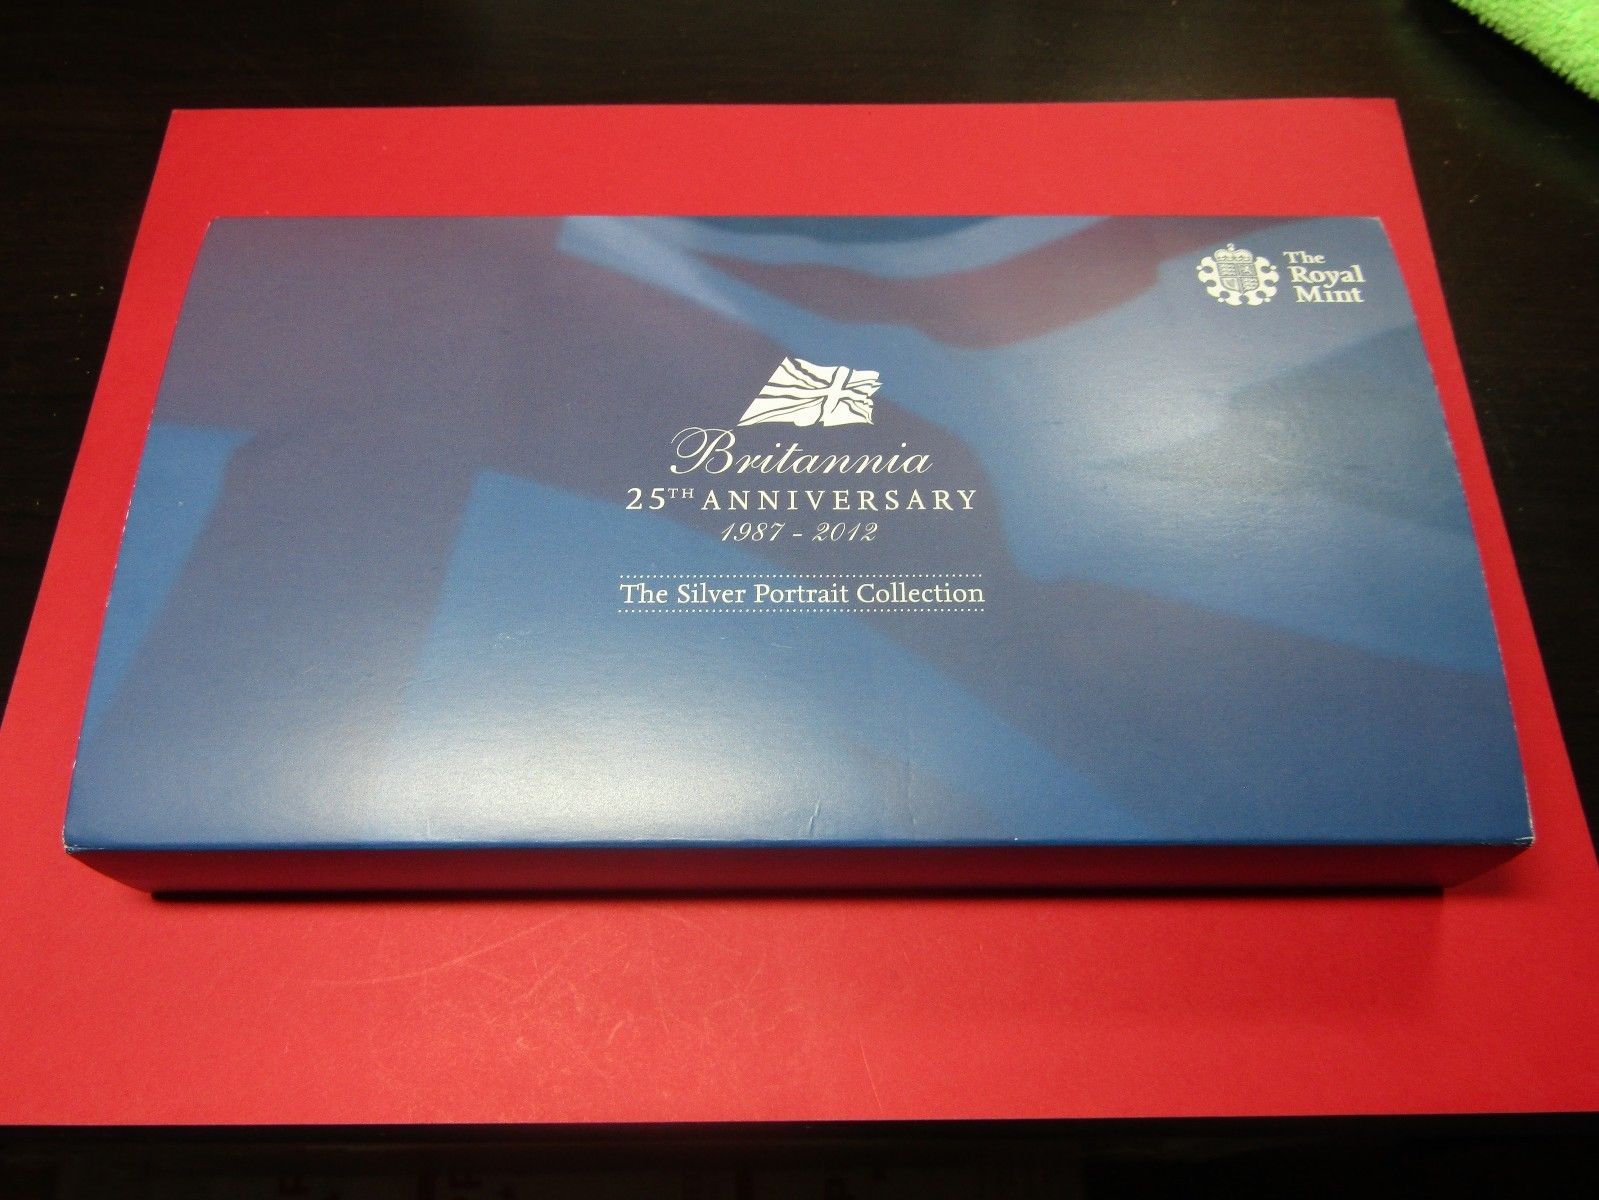 The
Royal
Mint
Britannia
25TH ANNIVERSARY
1987 - 2012
The Silver Portrait Collection